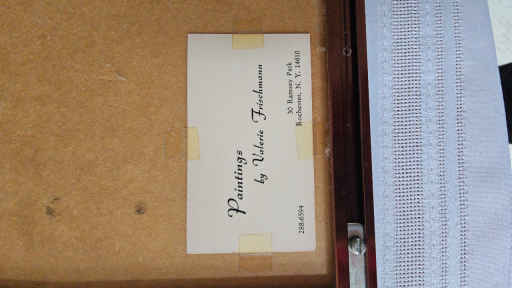 Paintings
by Valerie Frischmann
30 Ramsey Park
Rochester, N. Y. 14610
288-6594